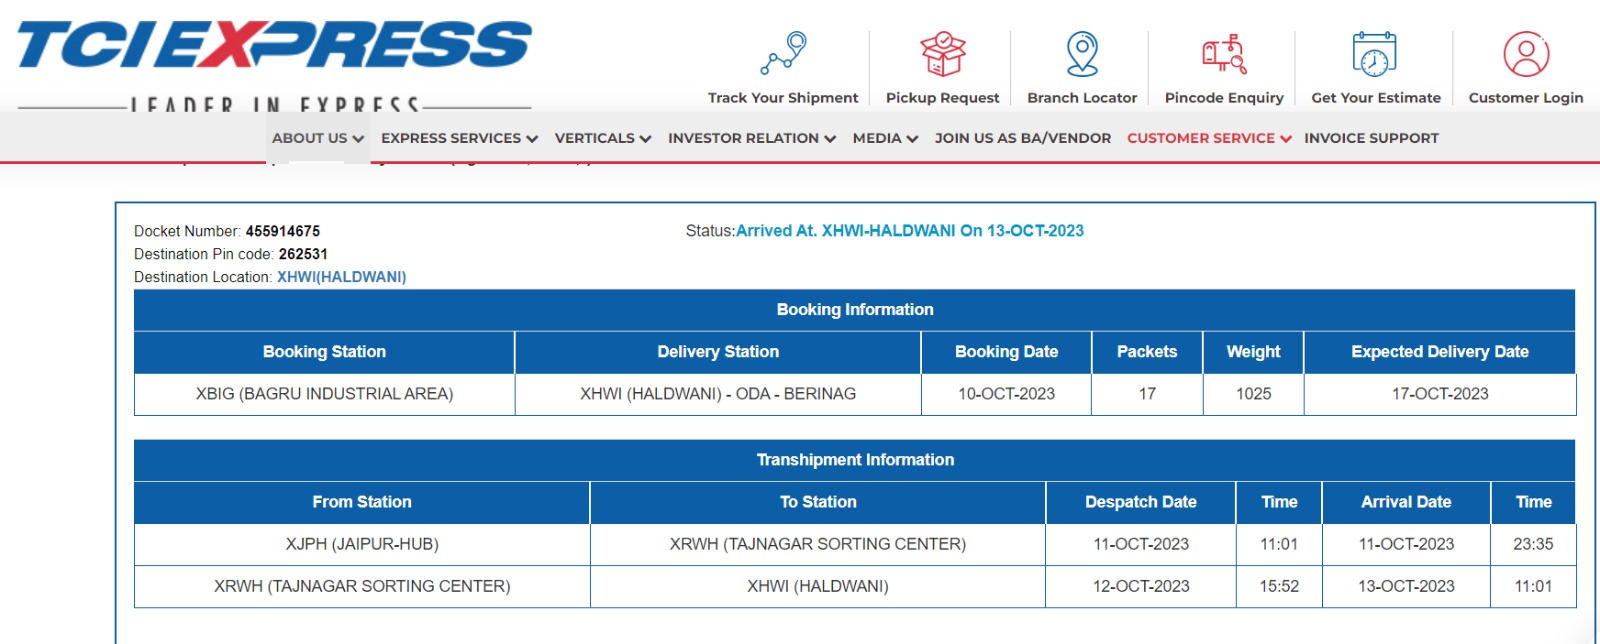 TCIEXPRESS
LEADER IN EXPRESS
Track Your Shipment
Pickup Request
Branch Locator
Pincode Enquiry
Get Your Estimate
Customer Login
ABOUT US EXPRESS SERVICES VERTICALS INVESTOR RELATION MEDIA JOIN US AS BA/VENDOR CUSTOMER SERVICE INVOICE SUPPORT
Docket Number: 455914675 Status:Arrived At. XHWI-HALDWANI On 13-OCT-2023
Destination Pin code: 262531
Destination Location: XHWI(HALDWANI)
Booking Information
Booking Station Delivery Station Booking Date Packets Weight Expected Delivery Date
XBIG (BAGRU INDUSTRIAL AREA) XHWI (HALDWANI) - ODA - BERINAG 10-OCT-2023 17 1025 17-OCT-2023
Transhipment Information
From Station To Station Despatch Date Time Arrival Date Time
XJPH (JAIPUR-HUB) XRWH (TAJNAGAR SORTING CENTER) 11-OCT-2023 11:01 11-OCT-2023 23:35
XRWH (TAJNAGAR SORTING CENTER) XHWI (HALDWANI) 12-OCT-2023 15:52 13-OCT-2023 11:01